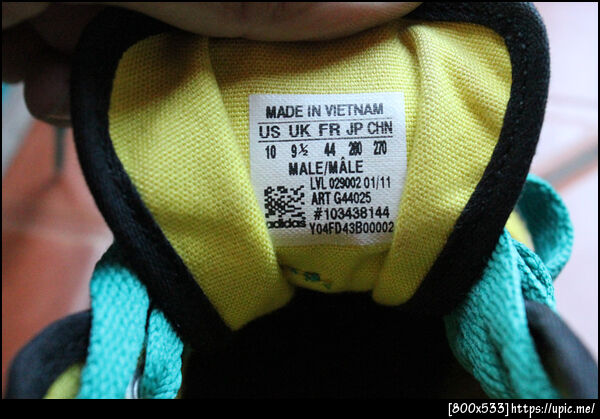 MADE IN VIETNAM
US UK FR JP CHN
10 9½ 44 280 270
MALE/MÂLE
LVL 029002 01/11
ART G44025
#103438144
adidas Y04FD43B00002
[800x533]https://upic.me/